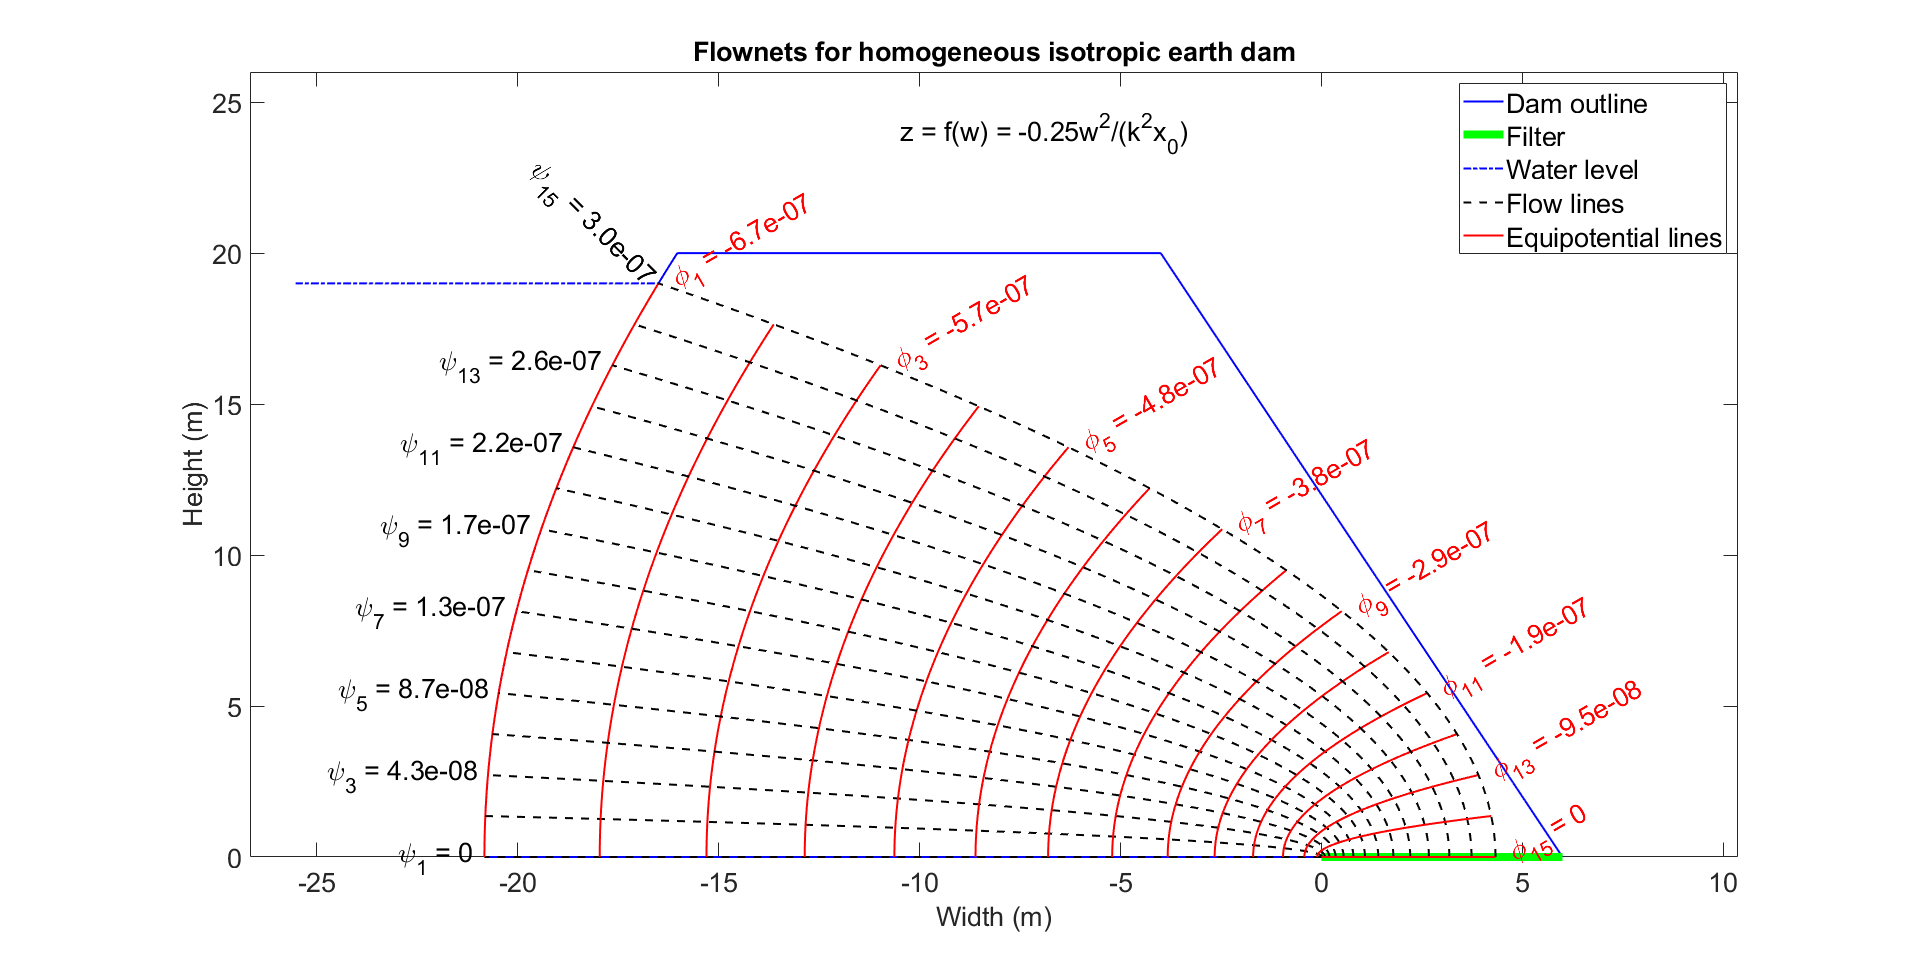 Flownets for homogeneous isotropic earth dam
z = f(w) = -0.25w²/(k²x₀)
Dam outline
Filter
Water level
Flow lines
Equipotential lines
ψ₁₅ = 3.0e-07
ψ₁₃ = 2.6e-07
ψ₁₁ = 2.2e-07
ψ₉ = 1.7e-07
ψ₇ = 1.3e-07
ψ₅ = 8.7e-08
ψ₃ = 4.3e-08
ψ₁ = 0
ϕ₁ = -6.7e-07
ϕ₃ = -5.7e-07
ϕ₅ = -4.8e-07
ϕ₇ = -3.8e-07
ϕ₉ = -2.9e-07
ϕ₁₁ = -1.9e-07
ϕ₁₃ = -9.5e-08
ϕ₁₅ = 0
Height (m)
25
20
15
10
5
0
-25 -20 -15 -10 -5 0 5 10
Width (m)